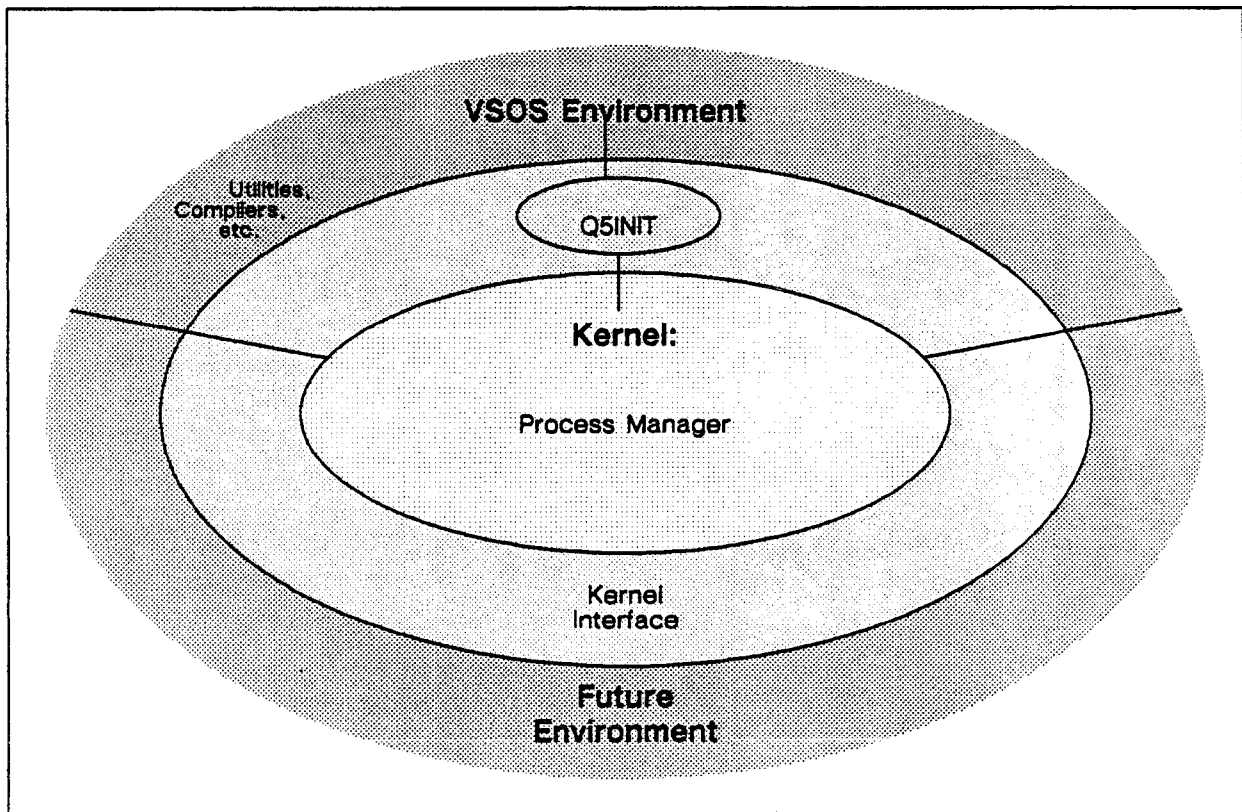 VSOS Environment
Utilities,
Compilers,
etc.
Q5INIT
Kernel:
Process Manager
Kernel
Interface
Future
Environment